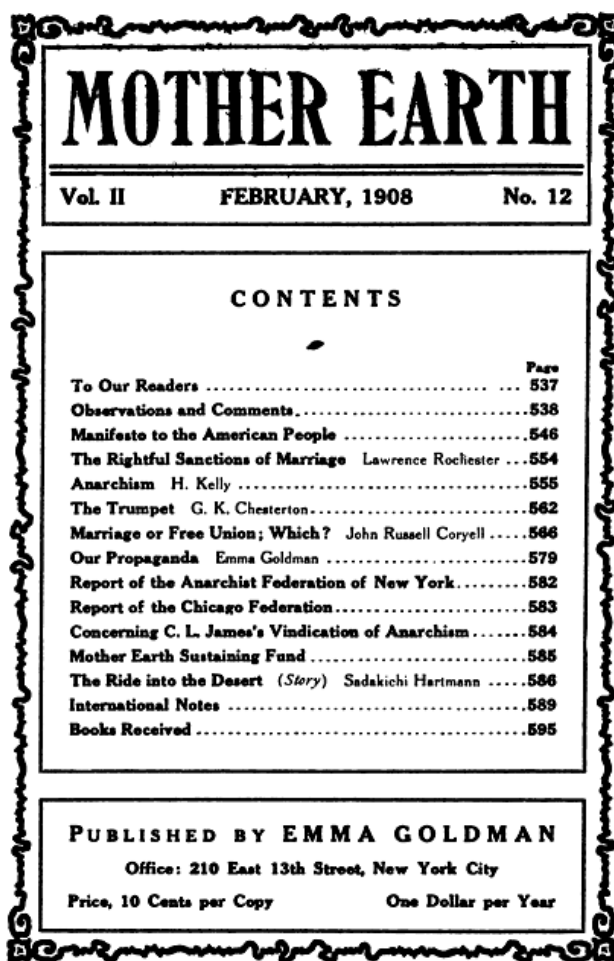 MOTHER EARTH
Vol. II FEBRUARY, 1908 No. 12
CONTENTS
Page
To Our Readers ................................ ... 537
Observations and Comments..........................538
Manifesto to the American People ....................546
The Rightful Sanctions of Marriage Lawrence Rochester ...554
Anarchism H. Kelly ................................555
The Trumpet G. K. Chesterton.........................562
Marriage or Free Union; Which? John Russell Coryell .....566
Our Propaganda Emma Goldman ......................579
Report of the Anarchist Federation of New York.........582
Report of the Chicago Federation......................583
Concerning C. L. James's Vindication of Anarchism ......584
Mother Earth Sustaining Fund ........................585
The Ride into the Desert (Story) Sadakichi Hartmann .....586
International Notes .................................589
Books Received .....................................595
PUBLISHED BY EMMA GOLDMAN
Office: 210 East 13th Street, New York City
Price, 10 Cents per Copy One Dollar per Year